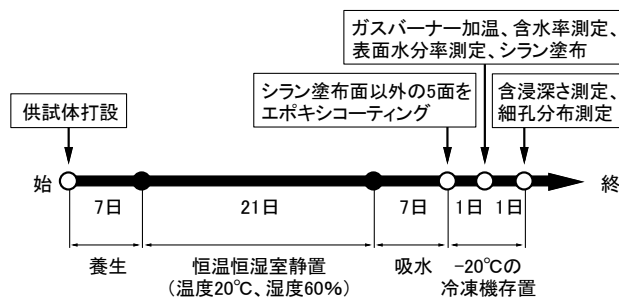 ガスバーナー加温、含水率測定、
表面水分率測定、シラン塗布
シラン塗布面以外の5面を
エポキシコーティング
含浸深さ測定、
細孔分布測定
供試体打設
始
終
7日
21日
7日
1日
1日
養生
恒温恒湿室静置
(温度20℃、湿度60%)
吸水
-20℃の
冷凍機存置